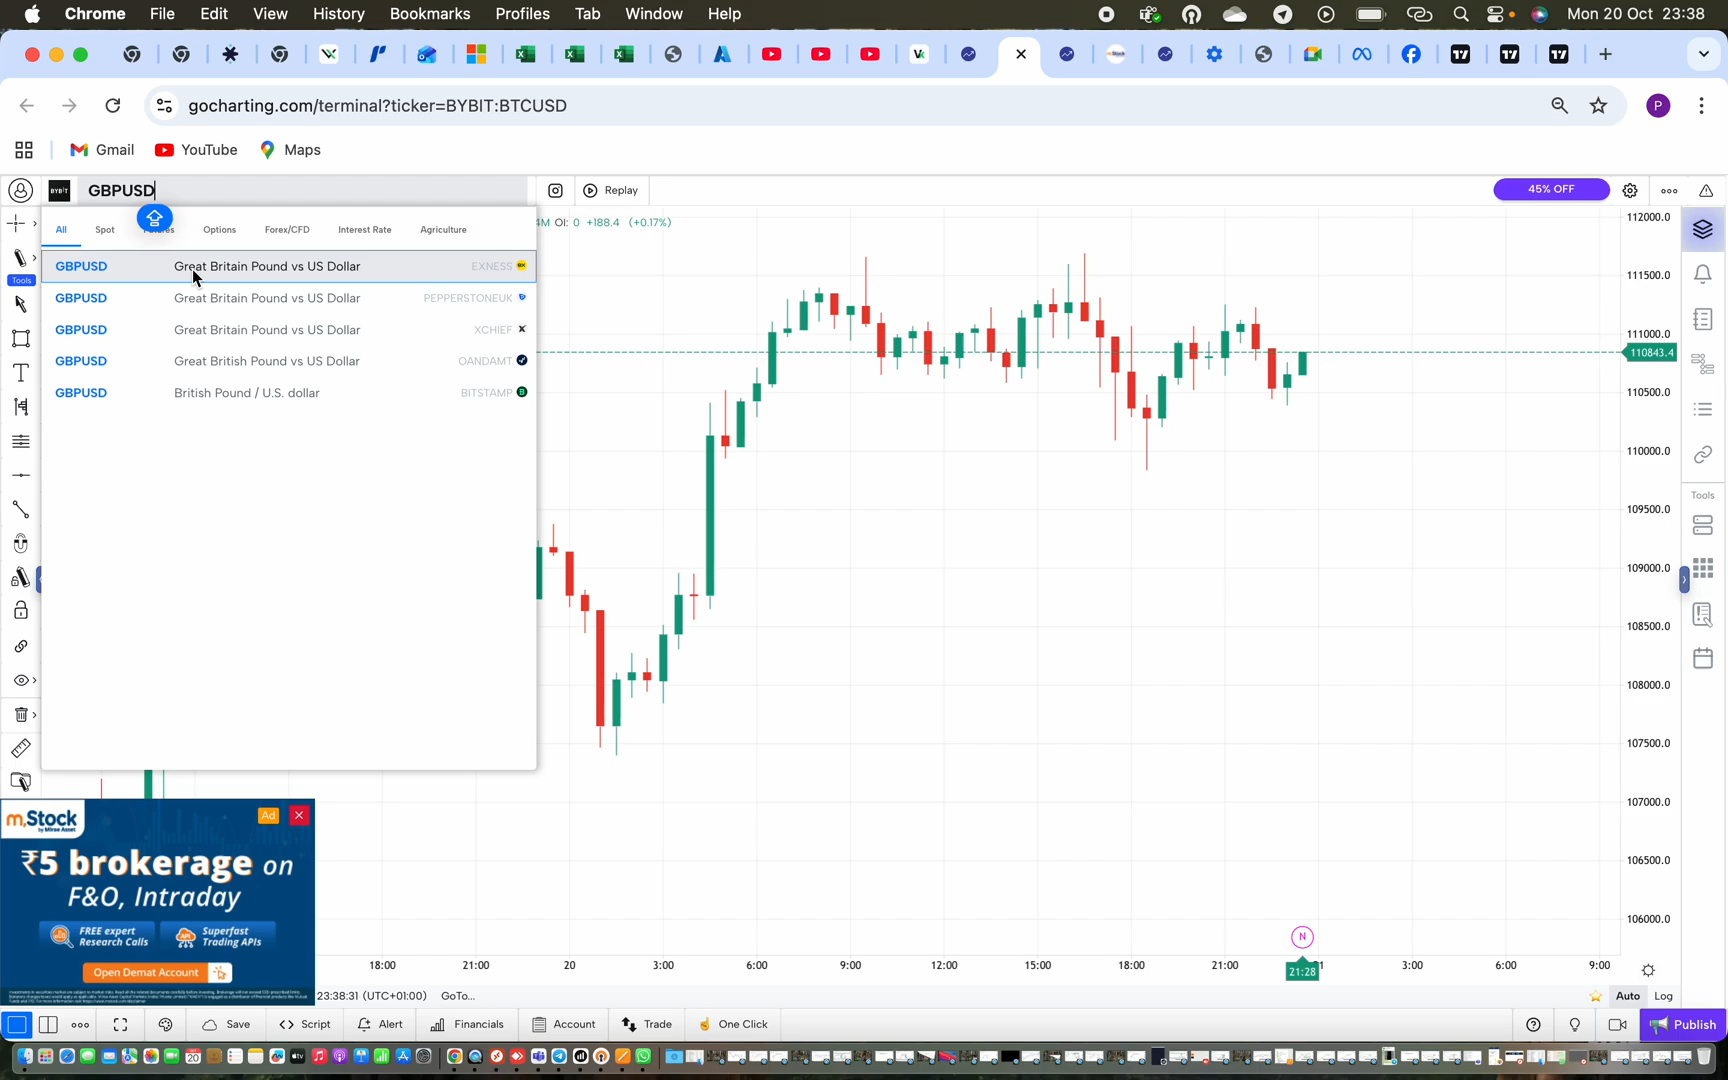 Chrome File Edit View History Bookmarks Profiles Tab Window Help Mon 20 Oct 23:38
gocharting.com/terminal?ticker=BYBIT:BTCUSD P
Gmail YouTube Maps
BYBIT GBPUSD Replay 45% OFF
4M OI: 0 +188.4 (+0.17%)
All Spot Options Forex/CFD Interest Rate Agriculture
GBPUSD Great Britain Pound vs US Dollar EXNESS
GBPUSD Great Britain Pound vs US Dollar PEPPERSTONEUK
GBPUSD Great Britain Pound vs US Dollar XCHIEF
GBPUSD Great British Pound vs US Dollar OANDAMT
GBPUSD British Pound / U.S. dollar BITSTAMP
Tools
112000.0
111500.0
111000.0
110843.4
110500.0
110000.0
109500.0
109000.0
108500.0
108000.0
107500.0
107000.0
106500.0
106000.0
Tools
m.Stock
by Mirae Asset
Ad
₹5 brokerage on
F&O, Intraday
FREE expert
Research Calls
Superfast
Trading APIs
Open Demat Account
N
18:00 21:00 20 3:00 6:00 9:00 12:00 15:00 18:00 21:00 3:00 6:00 9:00
21:28
23:38:31 (UTC+01:00) GoTo... Auto Log
Save Script Alert Financials Account Trade One Click Publish